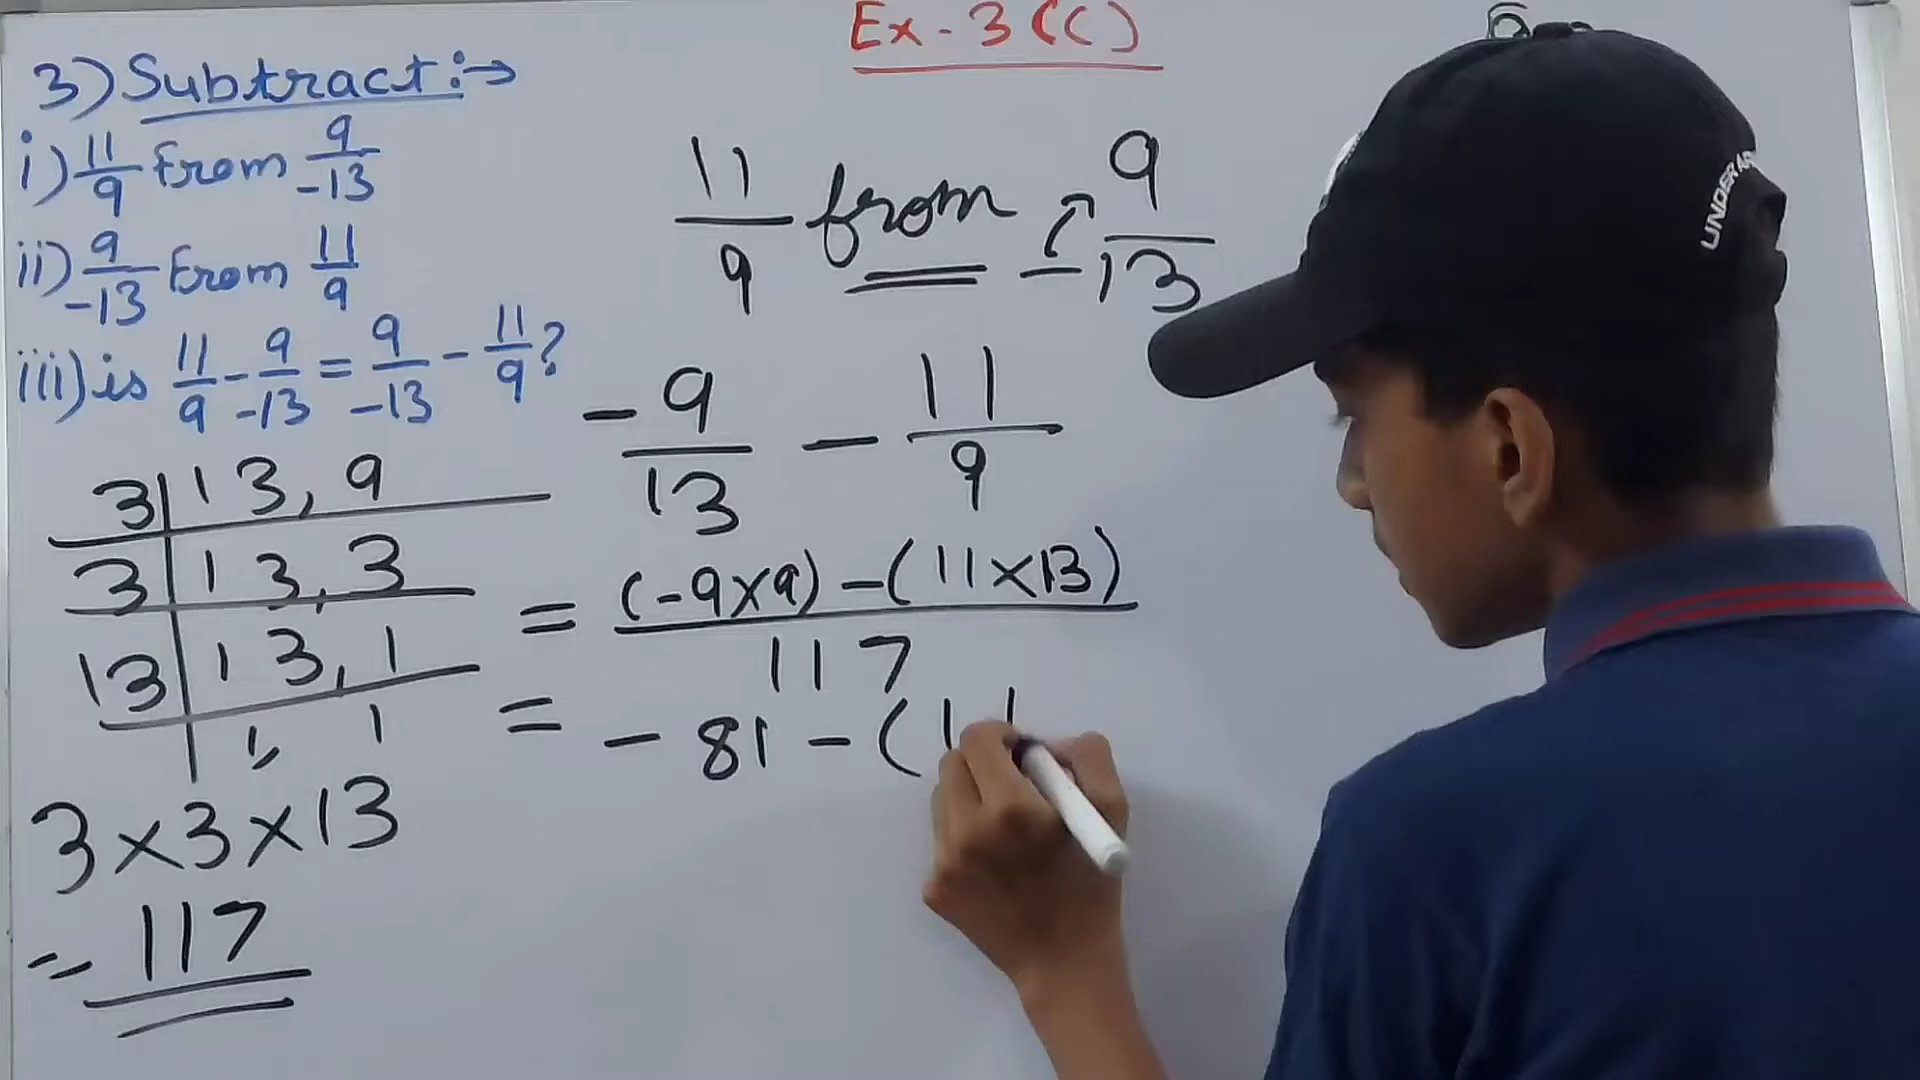 Ex - 3 (C)
3) Subtract :→
i) 11/9 from 9/-13
ii) 9/-13 from 11/9
iii) is 11/9 - 9/-13 = 9/-13 - 11/9 ?
11/9 from 9/-13
-9/13 - 11/9
3 | 13, 9
3 | 13, 3
13 | 13, 1
1, 1
3 × 3 × 13
= 117
= (-9×9) - (11×13) / 117
= - 81 - ( 11